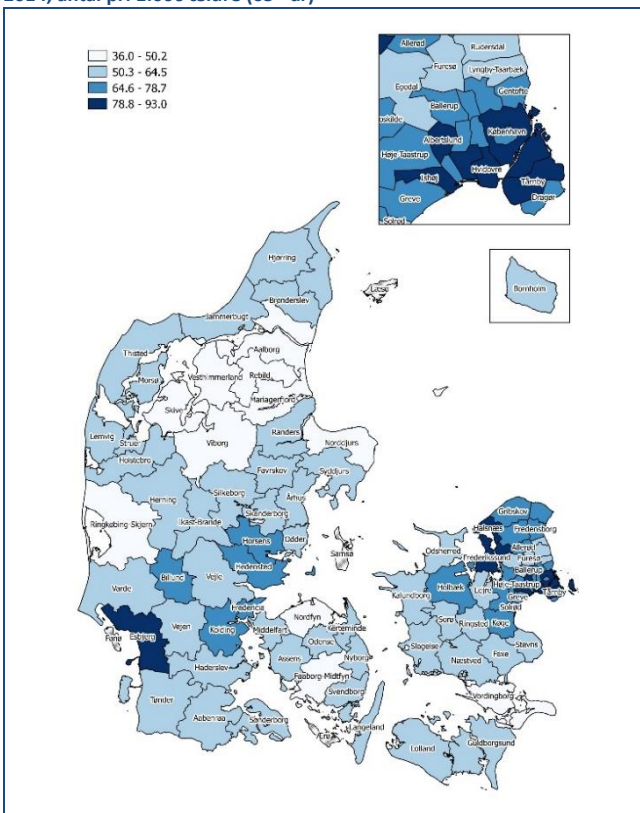 2014, antal pr. 1.000 65årø (65+ år)
36.0 - 50.2
50.3 - 64.5
64.6 - 78.7
78.8 - 93.0
Allerød
Rudersdal
Furesø
Lyngby-Taarbæk
Egedal
Gentofte
Ballerup
oskilde
København
Albertslund
Høje-Taastrup
Ishøj
Hvidovre
Tårnby
Greve
Dragør
Solrød
Bornholm
Hjørring
Læsø
Brønderslev
Jammerbugt
Thisted
Aalborg
Vesthimmerland
Rebild
Morsø
Mariagerfjord
Skive
Lemvig
Struer
Viborg
Randers
Norddjurs
Holstebro
Favrskov
Syddjurs
Silkeborg
Århus
Herning
Skanderborg
Ikast-Brande
Ringkøbing-Skjern
Odder
Horsens
Samsø
Hedensted
Billund
Vejle
Varde
Fredericia
Kolding
Esbjerg
Fanø
Vejen
Middelfart
Nordfyn
Kerteminde
Odense
Assens
Nyborg
Haderslev
Faaborg-Midtfyn
Svendborg
Tønder
Aabenraa
Sønderborg
Ærø
Langeland
Gribskov
Halsnæs
Fredensborg
Odsherred
Frederikssund
Allerød
Furesø
Ballerup
Kalundborg
Holbæk
Lejre
Høje-Taastrup
Tårnby
Greve
Solrød
Sorø
Ringsted
Køge
Slagelse
Stevns
Næstved
Faxe
Vordingborg
Lolland
Guldborgsund